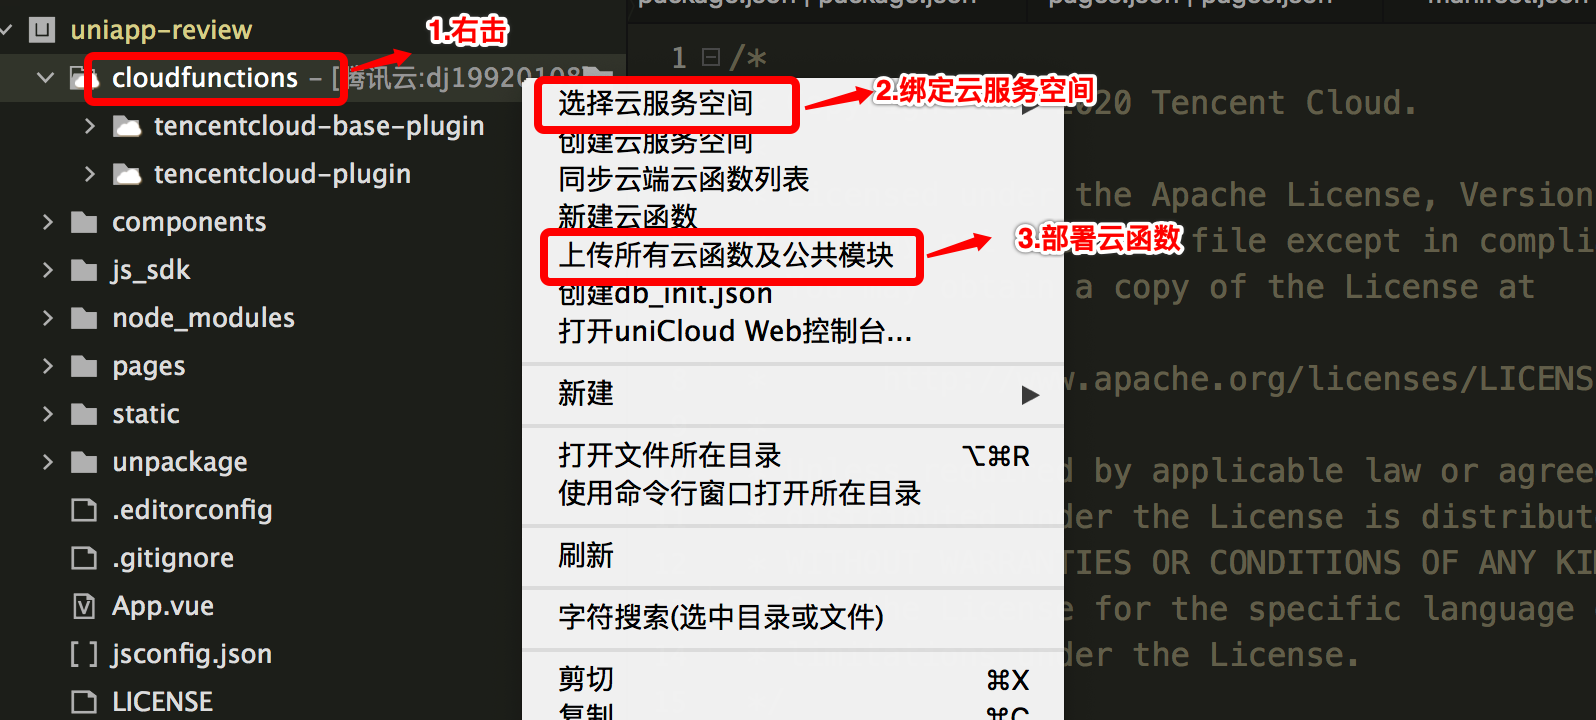 package.json | package.json
pages.json | pages.json
manifest.json
uniapp-review
1.右击
cloudfunctions - [腾讯云:dj19920108
tencentcloud-base-plugin
tencentcloud-plugin
components
js_sdk
node_modules
pages
static
unpackage
.editorconfig
.gitignore
App.vue
jsconfig.json
LICENSE
选择云服务空间
2.绑定云服务空间
创建云服务空间
同步云端云函数列表
新建云函数
上传所有云函数及公共模块
3.部署云函数
创建db_init.json
打开uniCloud Web控制台...
新建
打开文件所在目录 ⌥⌘R
使用命令行窗口打开所在目录
刷新
字符搜索(选中目录或文件)
剪切 ⌘X
复制 ⌘C
1 /*
020 Tencent Cloud.
the Apache License, Version
file except in compli
a copy of the License at
w.apache.org/licenses/LICENS
d by applicable law or agree
der the License is distribut
TIES OR CONDITIONS OF ANY KI
e for the specific language
der the License.